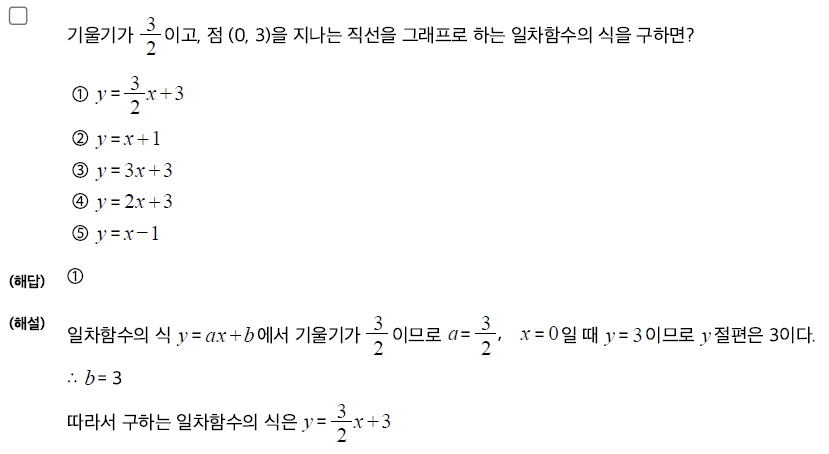 기울기가 3/2이고, 점 (0, 3)을 지나는 직선을 그래프로 하는 일차함수의 식을 구하면?
① y=3/2x+3
② y=x+1
③ y=3x+3
④ y=2x+3
⑤ y=x-1
(해답) ①
(해설) 일차함수의 식 y=ax+b에서 기울기가 3/2이므로 a=3/2, x=0일 때 y=3이므로 y절편은 3이다.
∴ b=3
따라서 구하는 일차함수의 식은 y=3/2x+3